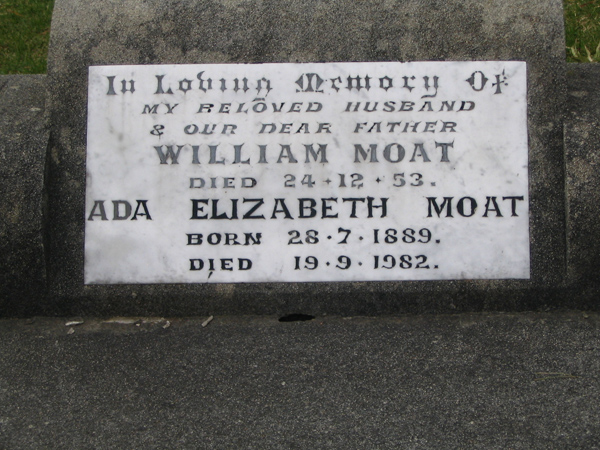 In Loving Memory Of
MY BELOVED HUSBAND
& OUR DEAR FATHER
WILLIAM MOAT
DIED 24.12.53.
ADA ELIZABETH MOAT
BORN 28.7.1889.
DIED 19.9.1982.